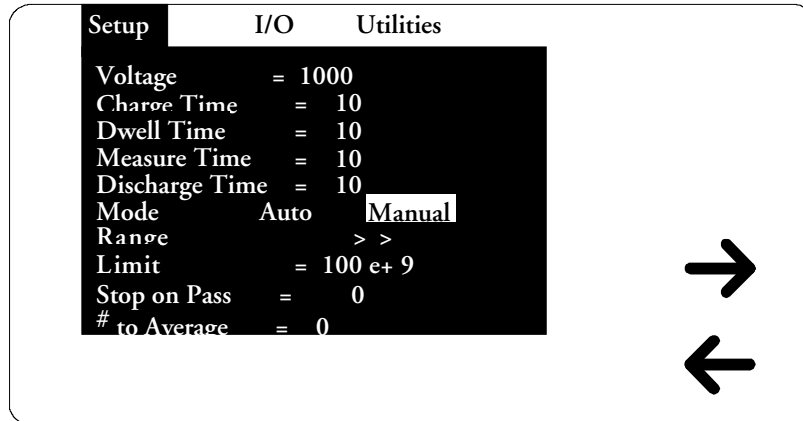 Setup I/O Utilities
Voltage = 1000
Charge Time = 10
Dwell Time = 10
Measure Time = 10
Discharge Time = 10
Mode Auto Manual
Range > >
Limit = 100 e+ 9
Stop on Pass = 0
# to Average = 0